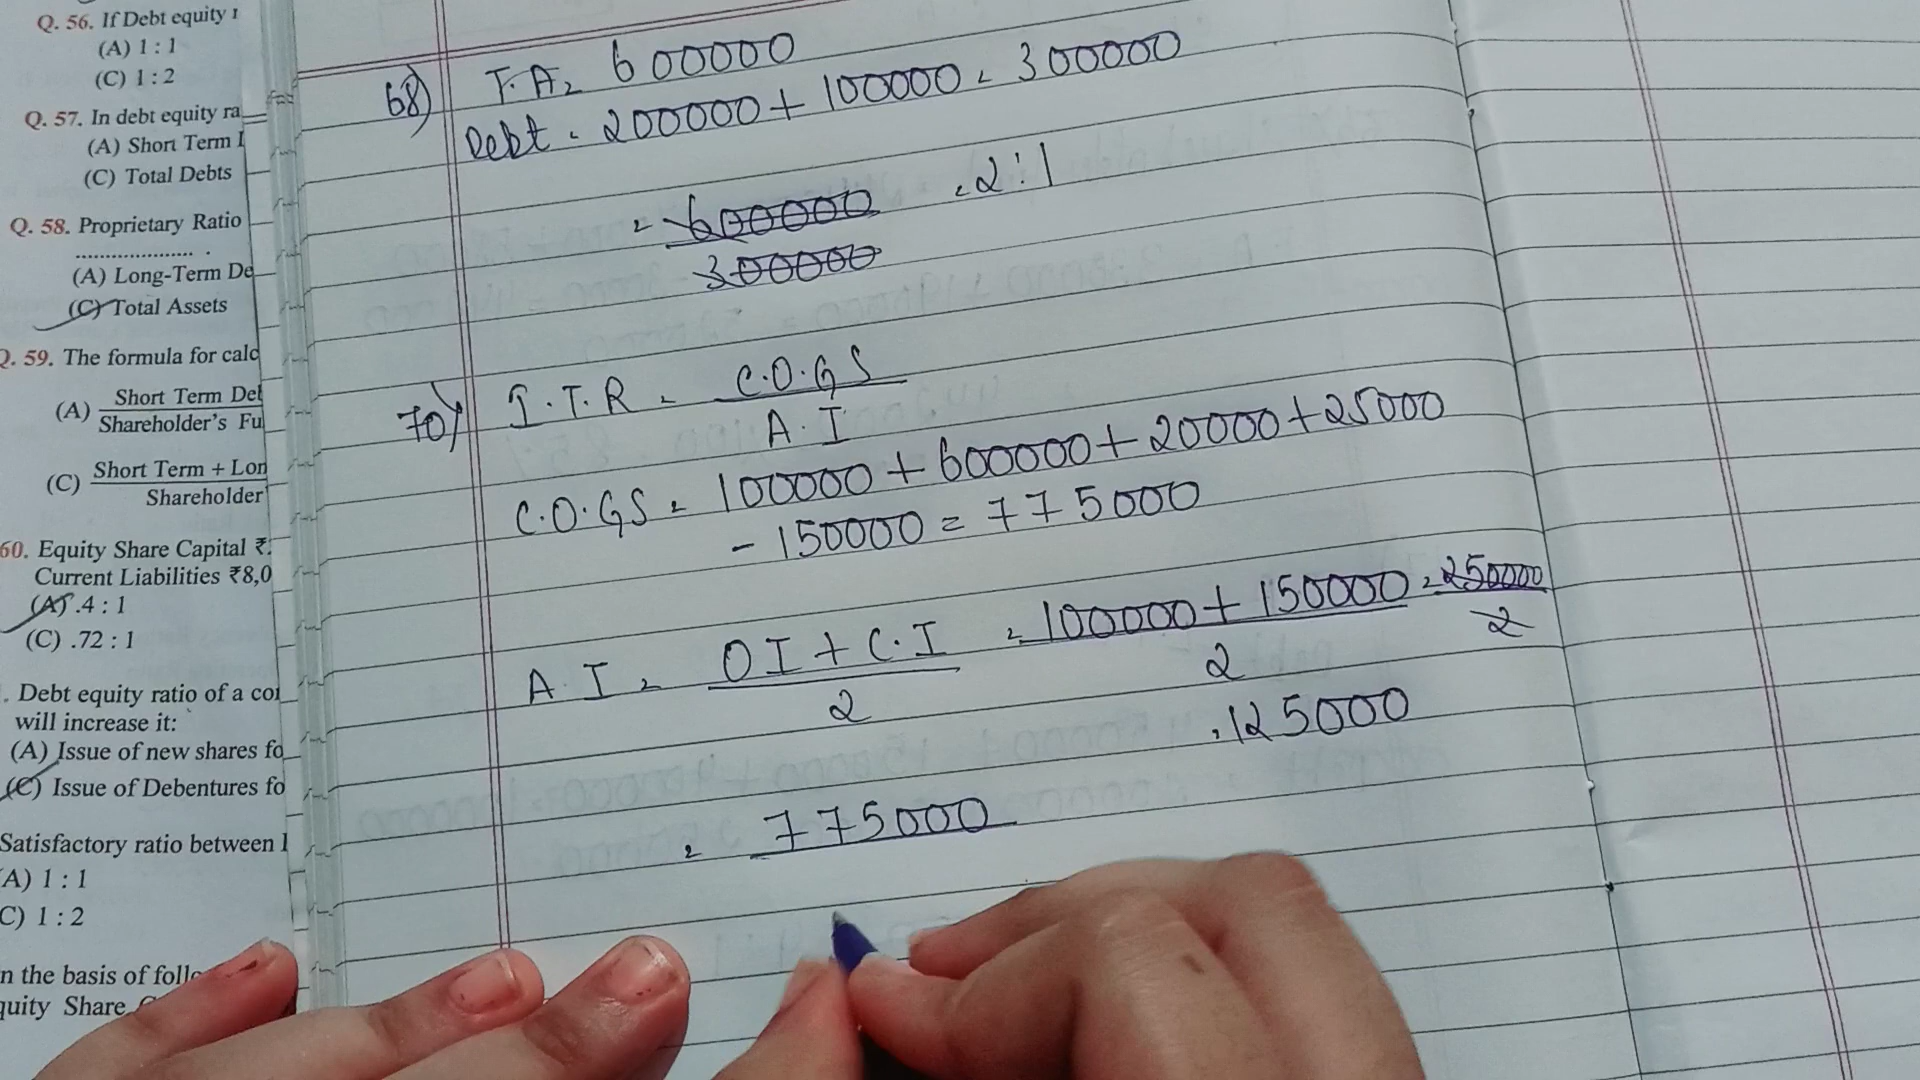 Q. 56. If Debt equity
(A) 1 : 1
(C) 1 : 2
Q. 57. In debt equity ra
(A) Short Term
(C) Total Debts
Q. 58. Proprietary Ratio
....................... .
(A) Long-Term De
(C) Total Assets
. 59. The formula for calc
(A) Short Term Deb
Shareholder's Fu
(C) Short Term + Lon
Shareholder
60. Equity Share Capital ₹
Current Liabilities ₹8,0
(A) .4 : 1
(C) .72 : 1
. Debt equity ratio of a co
will increase it:
(A) Issue of new shares fo
(C) Issue of Debentures fo
Satisfactory ratio between
A) 1 : 1
C) 1 : 2
n the basis of follo
quity Share
68) T.A = 600000
Debt = 200000 + 100000 = 300000
= 600000 = 2:1
300000
70) I.T.R = C.O.G S
A.I
C.O.GS = 100000 + 600000 + 20000 + 25000
- 150000 = 775000
A.I = OI + C.I = 100000 + 150000 = 250000
2 2 2
= 125000
= 775000